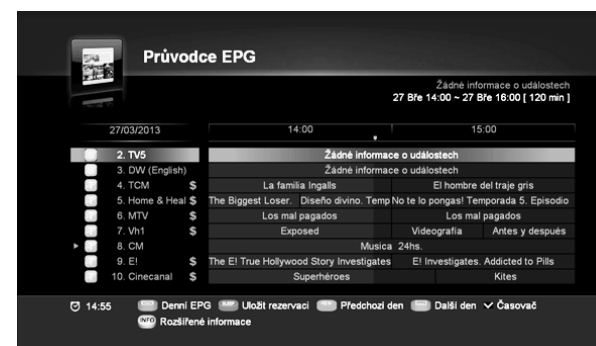 Průvodce EPG
Žádné informace o událostech
27 Bře 14:00 ~ 27 Bře 16:00 [ 120 min ]
27/03/2013 14:00 15:00
2. TV5 Žádné informace o událostech
3. DW (English) Žádné informace o událostech
4. TCM $ La familia Ingalls El hombre del traje gris
5. Home & Heal $ The Biggest Loser. Diseño divino. Temp No te lo pongas! Temporada 5. Episodio
6. MTV $ Los mal pagados Los mal pagados
7. Vh1 $ Exposed Videografía Antes y después
8. CM Musica 24hs.
9. E! $ The E! True Hollywood Story Investigates E! Investigates. Addicted to Pills
10. Cinecanal $ Superhéroes Kites
14:55 Denní EPG Uložit rezervaci Předchozí den Další den Časovač
INFO Rozšířené informace